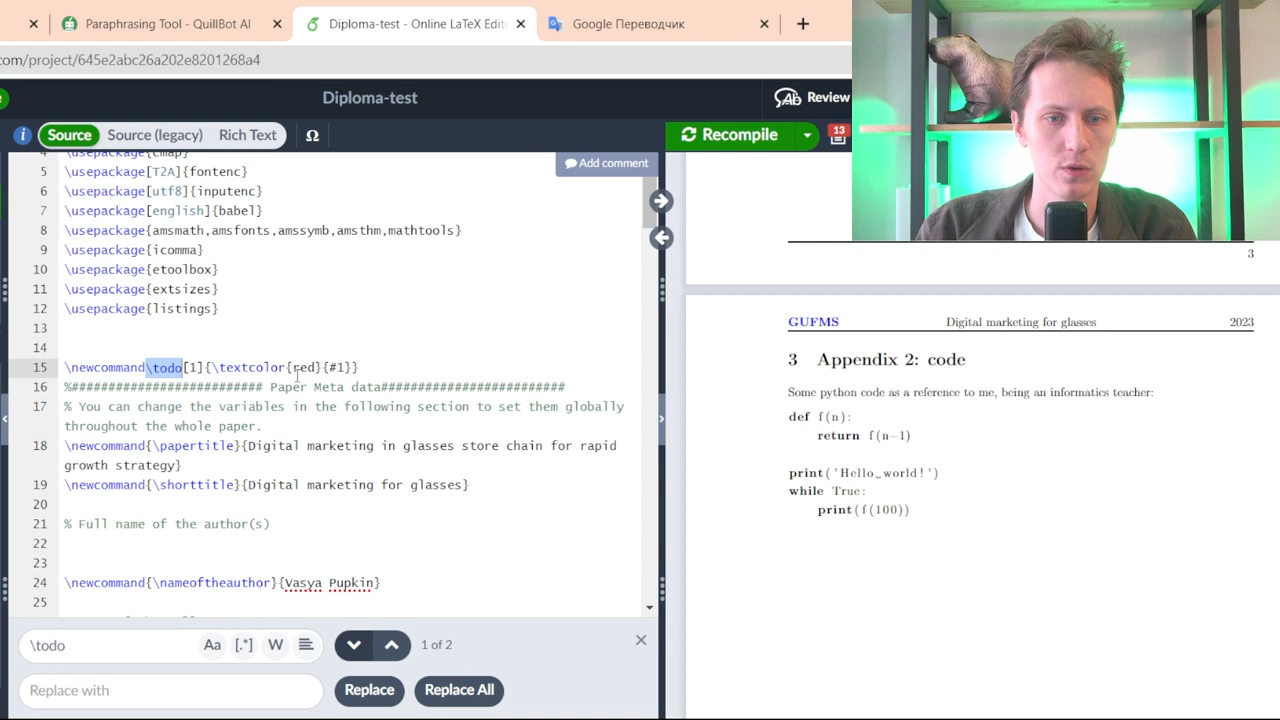 Paraphrasing Tool - QuillBot AI
Diploma-test - Online LaTeX Edit
Google Переводчик
com/project/645e2abc26a202e8201268a4
Diploma-test
Review
Source
Source (legacy)
Rich Text
Ω
Recompile
13
Add comment
4 \usepackage{cmap}
5 \usepackage[T2A]{fontenc}
6 \usepackage[utf8]{inputenc}
7 \usepackage[english]{babel}
8 \usepackage{amsmath,amsfonts,amssymb,amsthm,mathtools}
9 \usepackage{icomma}
10 \usepackage{etoolbox}
11 \usepackage{extsizes}
12 \usepackage{listings}
13
14
15 \newcommand\todo[1]{\textcolor{red}{#1}}
16 %######################### Paper Meta data########################
17 % You can change the variables in the following section to set them globally
throughout the whole paper.
18 \newcommand{\papertitle}{Digital marketing in glasses store chain for rapid
growth strategy}
19 \newcommand{\shorttitle}{Digital marketing for glasses}
20
21 % Full name of the author(s)
22
23
24 \newcommand{\nameoftheauthor}{Vasya Pupkin}
25
\todo
Aa
[.*]
W
1 of 2
Replace with
Replace
Replace All
3
GUFMS Digital marketing for glasses 2023
3 Appendix 2: code
Some python code as a reference to me, being an informatics teacher:
def f(n):
return f(n−1)
print('Hello␣world!')
while True:
print(f(100))